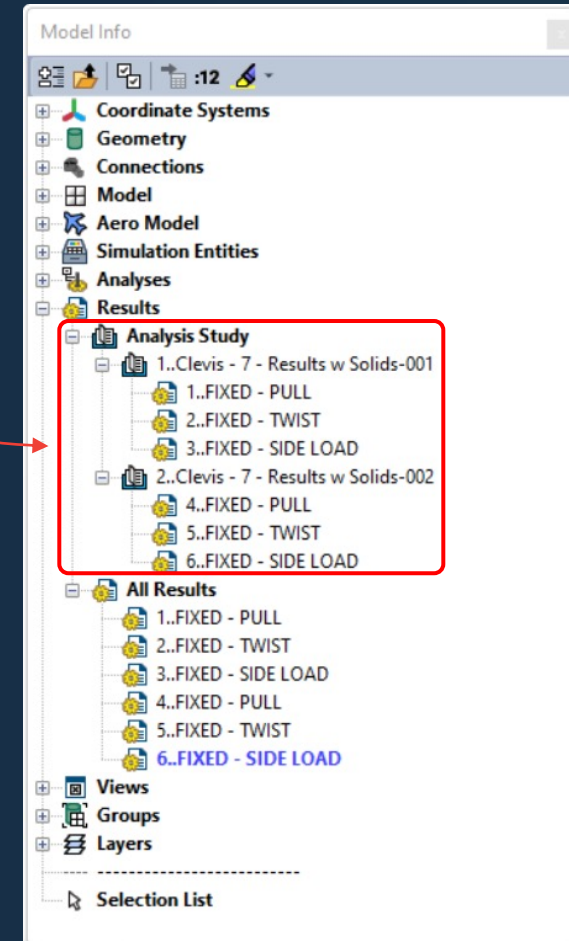 Model Info
x
:12
Coordinate Systems
Geometry
Connections
Model
Aero Model
Simulation Entities
Analyses
Results
Analysis Study
1..Clevis - 7 - Results w Solids-001
1..FIXED - PULL
2..FIXED - TWIST
3..FIXED - SIDE LOAD
2..Clevis - 7 - Results w Solids-002
4..FIXED - PULL
5..FIXED - TWIST
6..FIXED - SIDE LOAD
All Results
1..FIXED - PULL
2..FIXED - TWIST
3..FIXED - SIDE LOAD
4..FIXED - PULL
5..FIXED - TWIST
6..FIXED - SIDE LOAD
Views
Groups
Layers
--------------------------
Selection List